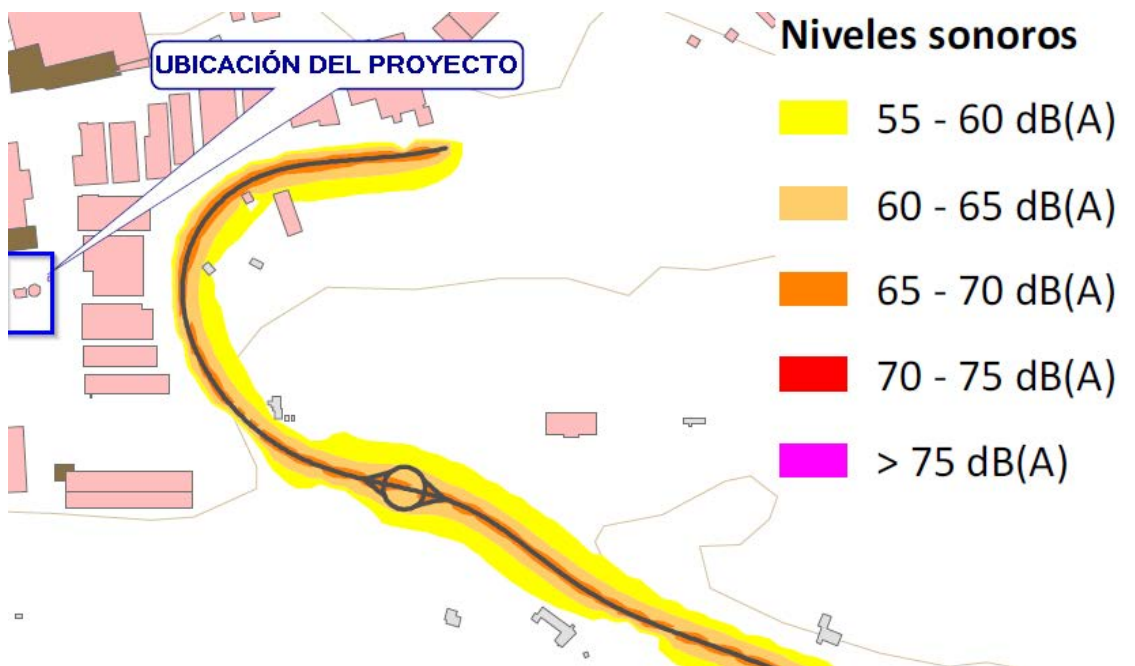 UBICACIÓN DEL PROYECTO
Niveles sonoros
55 - 60 dB(A)
60 - 65 dB(A)
65 - 70 dB(A)
70 - 75 dB(A)
> 75 dB(A)